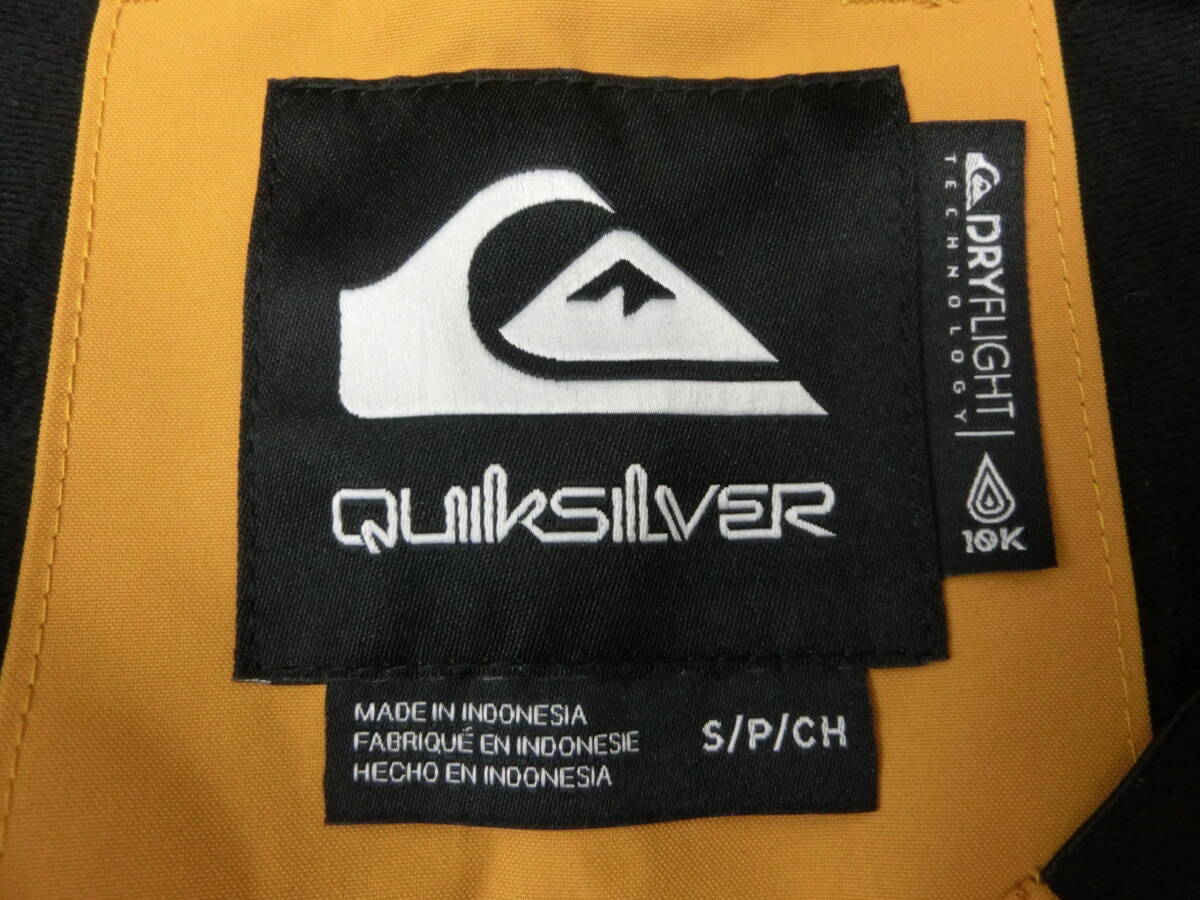 QUIKSILVER
DRYFLIGHT
TECHNOLOGY
10K
MADE IN INDONESIA
FABRIQUÉ EN INDONESIE
HECHO EN INDONESIA
S/P/CH